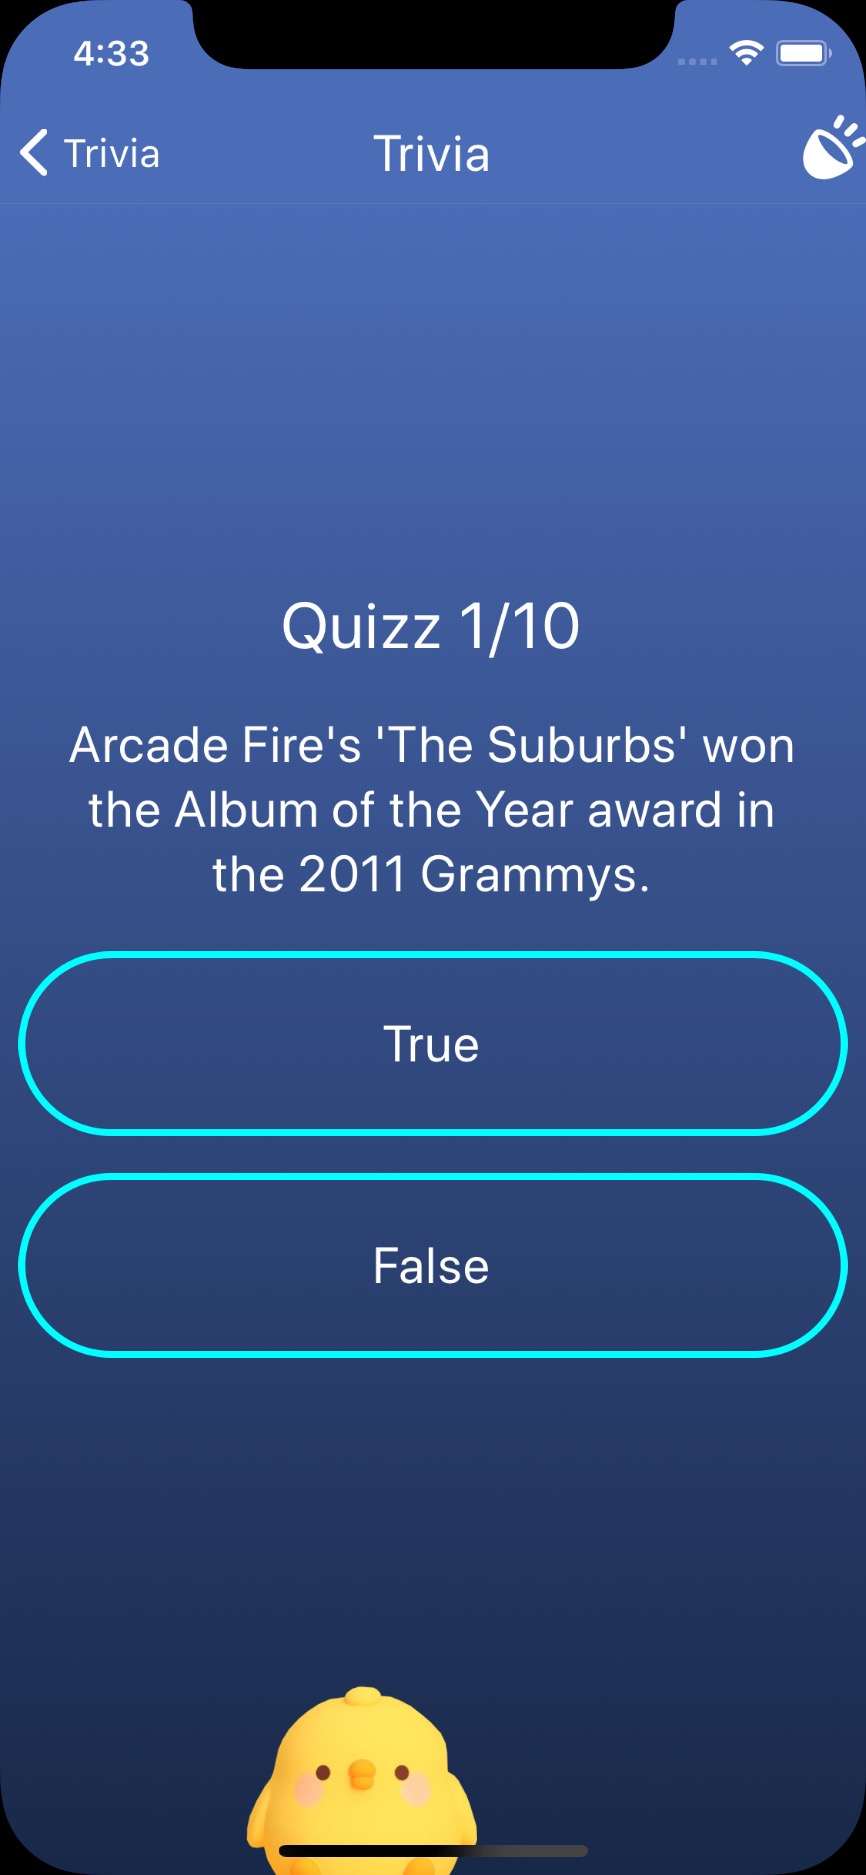 4:33
Trivia
Trivia
Quizz 1/10
Arcade Fire's 'The Suburbs' won
the Album of the Year award in
the 2011 Grammys.
True
False